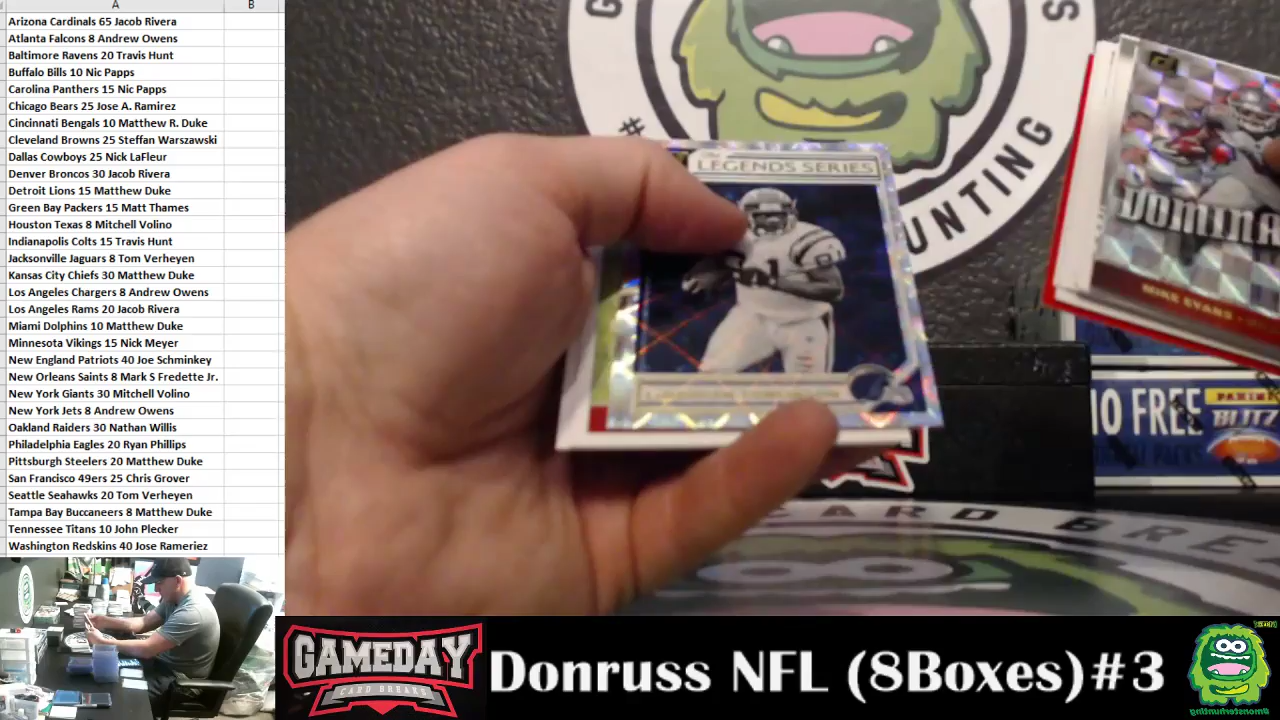 A
B
Arizona Cardinals 65 Jacob Rivera
Atlanta Falcons 8 Andrew Owens
Baltimore Ravens 20 Travis Hunt
Buffalo Bills 10 Nic Papps
Carolina Panthers 15 Nic Papps
Chicago Bears 25 Jose A. Ramirez
Cincinnati Bengals 10 Matthew R. Duke
Cleveland Browns 25 Steffan Warszawski
Dallas Cowboys 25 Nick LaFleur
Denver Broncos 30 Jacob Rivera
Detroit Lions 15 Matthew Duke
Green Bay Packers 15 Matt Thames
Houston Texas 8 Mitchell Volino
Indianapolis Colts 15 Travis Hunt
Jacksonville Jaguars 8 Tom Verheyen
Kansas City Chiefs 30 Matthew Duke
Los Angeles Chargers 8 Andrew Owens
Los Angeles Rams 20 Jacob Rivera
Miami Dolphins 10 Matthew Duke
Minnesota Vikings 15 Nick Meyer
New England Patriots 40 Joe Schminkey
New Orleans Saints 8 Mark S Fredette Jr.
New York Giants 30 Mitchell Volino
New York Jets 8 Andrew Owens
Oakland Raiders 30 Nathan Willis
Philadelphia Eagles 20 Ryan Phillips
Pittsburgh Steelers 20 Matthew Duke
San Francisco 49ers 25 Chris Grover
Seattle Seahawks 20 Tom Verheyen
Tampa Bay Buccaneers 8 Matthew Duke
Tennessee Titans 10 John Plecker
Washington Redskins 40 Jose Rameriez
LEGENDS SERIES
81
#
UNTING
DOMINA
MIKE EVANS
10 FREE
PANINI
BLITZ
CARD BRE
GAMEDAY
CARD BREAKS
Donruss NFL (8Boxes)#3
#monsterhunting